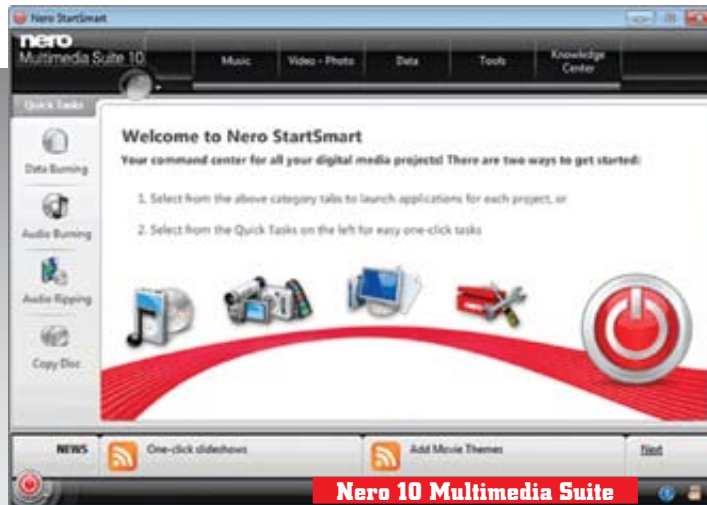 Nero StartSmart
nero
Multimedia Suite 10
Music
Video - Photo
Data
Tools
Knowledge
Center
Quick Tasks
Data Burning
Audio Burning
Audio Ripping
Copy Disc
Welcome to Nero StartSmart
Your command center for all your digital media projects! There are two ways to get started:
1. Select from the above category tabs to launch applications for each project, or
2. Select from the Quick Tasks on the left for easy one-click tasks
NEWS
One-click slideshows
Add Movie Themes
Next
Nero 10 Multimedia Suite